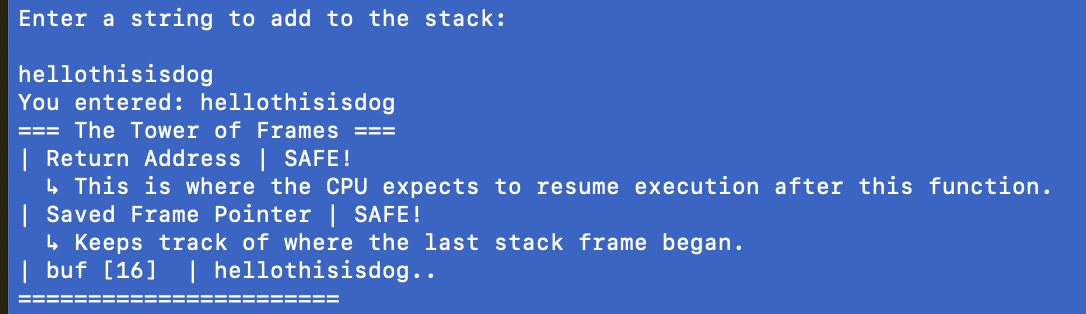 Enter a string to add to the stack:
hellothisisdog
You entered: hellothisisdog
=== The Tower of Frames ===
| Return Address | SAFE!
↳ This is where the CPU expects to resume execution after this function.
| Saved Frame Pointer | SAFE!
↳ Keeps track of where the last stack frame began.
| buf [16]  | hellothisisdog..
=======================